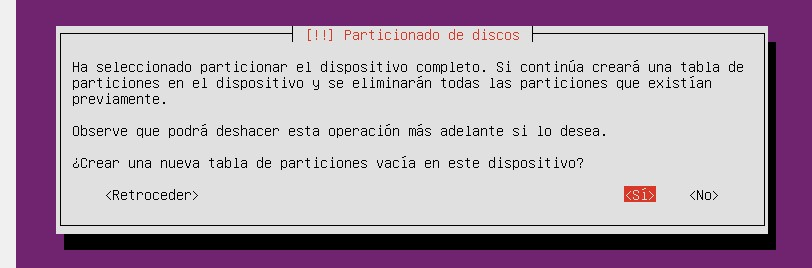 [!!] Particionado de discos
Ha seleccionado particionar el dispositivo completo. Si continúa creará una tabla de
particiones en el dispositivo y se eliminarán todas las particiones que existían
previamente.
Observe que podrá deshacer esta operación más adelante si lo desea.
¿Crear una nueva tabla de particiones vacía en este dispositivo?
<Retroceder> <Sí> <No>